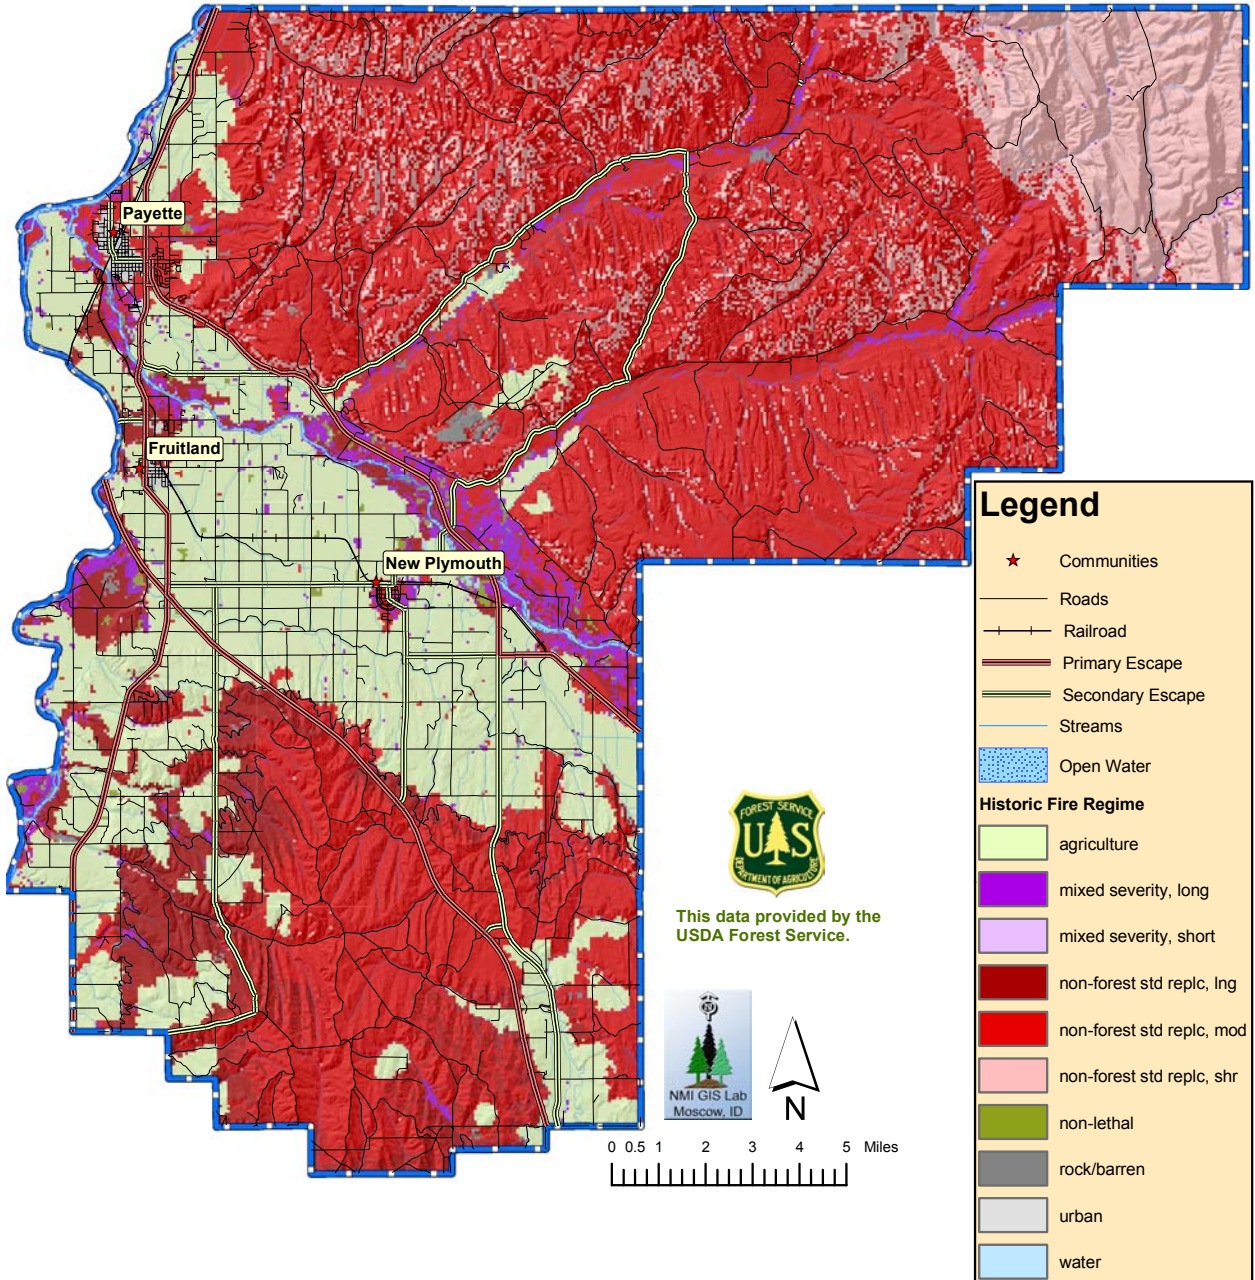 Payette
Fruitland
New Plymouth
Legend
Communities
Roads
Railroad
Primary Escape
Secondary Escape
Streams
Open Water
Historic Fire Regime
agriculture
mixed severity, long
mixed severity, short
non-forest std replc, lng
non-forest std replc, mod
non-forest std replc, shr
non-lethal
rock/barren
urban
water
FOREST SERVICE
U S
DEPARTMENT OF AGRICULTURE
This data provided by the
USDA Forest Service.
NMI GIS Lab
Moscow, ID
N
0 0.5 1 2 3 4 5 Miles